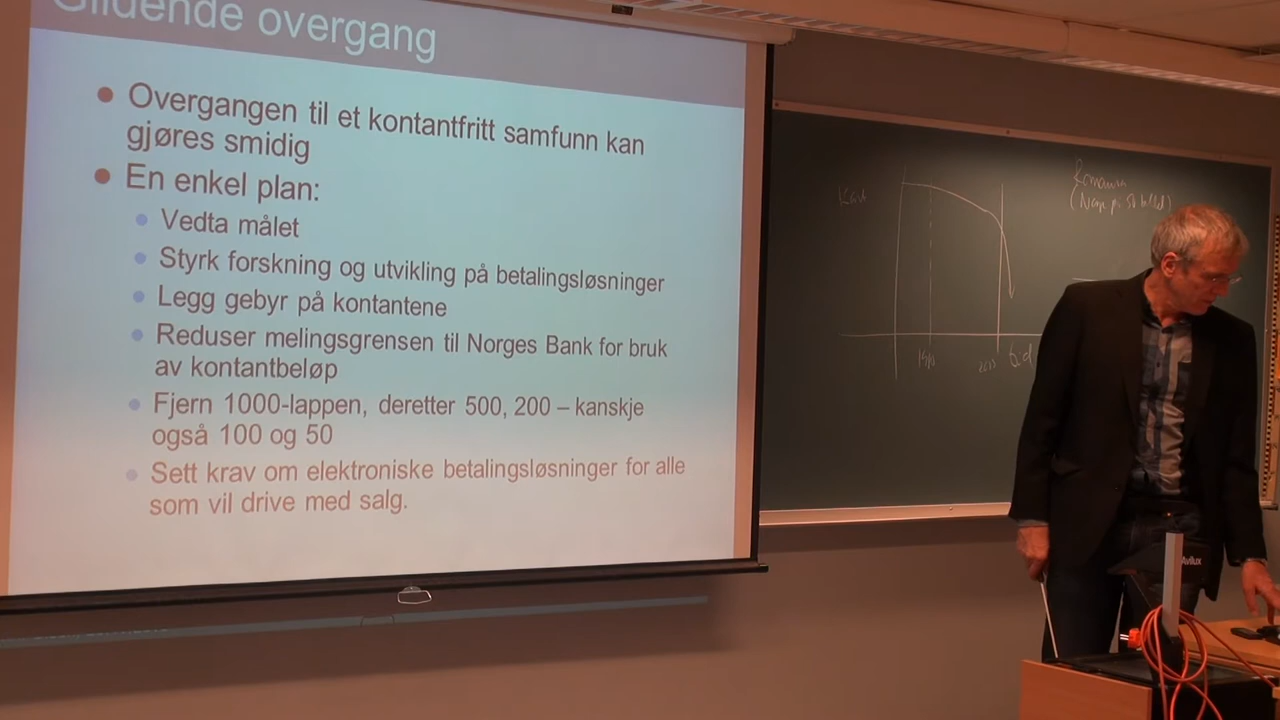 Glidende overgang
Overgangen til et kontantfritt samfunn kan
gjøres smidig
En enkel plan:
Vedta målet
Styrk forskning og utvikling på betalingsløsninger
Legg gebyr på kontantene
Reduser melingsgrensen til Norges Bank for bruk
av kontantbeløp
Fjern 1000-lappen, deretter 500, 200 – kanskje
også 100 og 50
Sett krav om elektroniske betalingsløsninger for alle
som vil drive med salg.
tid
Avilux